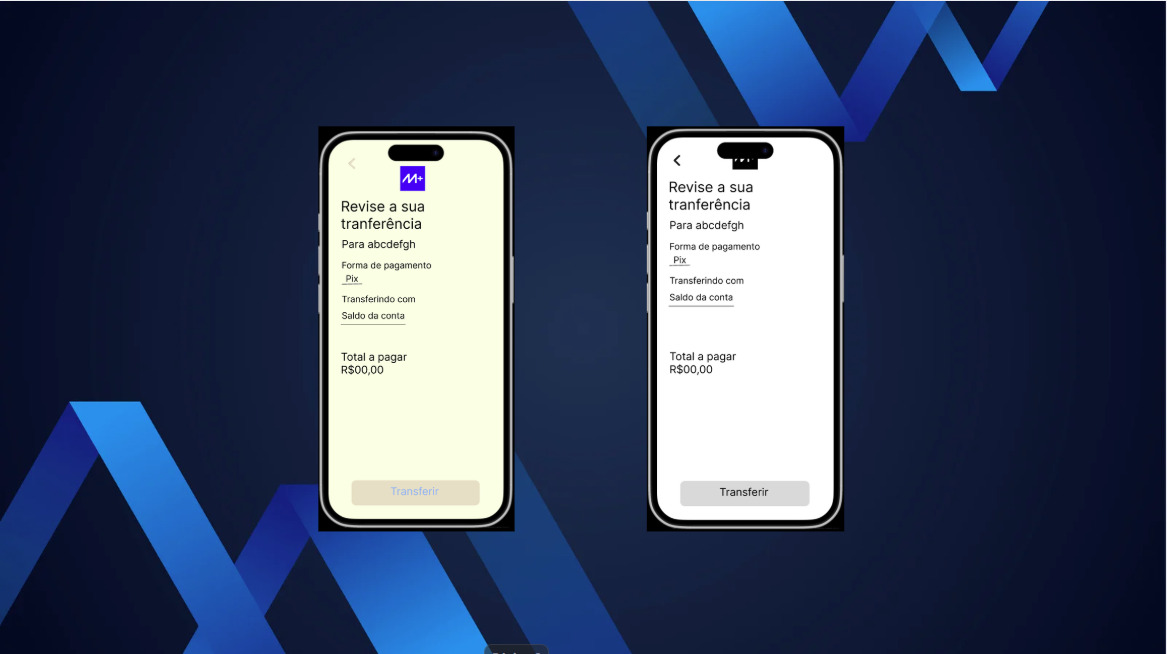 M+
Revise a sua
tranferência
Para abcdefgh
Forma de pagamento
Pix
Transferindo com
Saldo da conta
Total a pagar
R$00,00
Transferir
Revise a sua
tranferência
Para abcdefgh
Forma de pagamento
Pix
Transferindo com
Saldo da conta
Total a pagar
R$00,00
Transferir